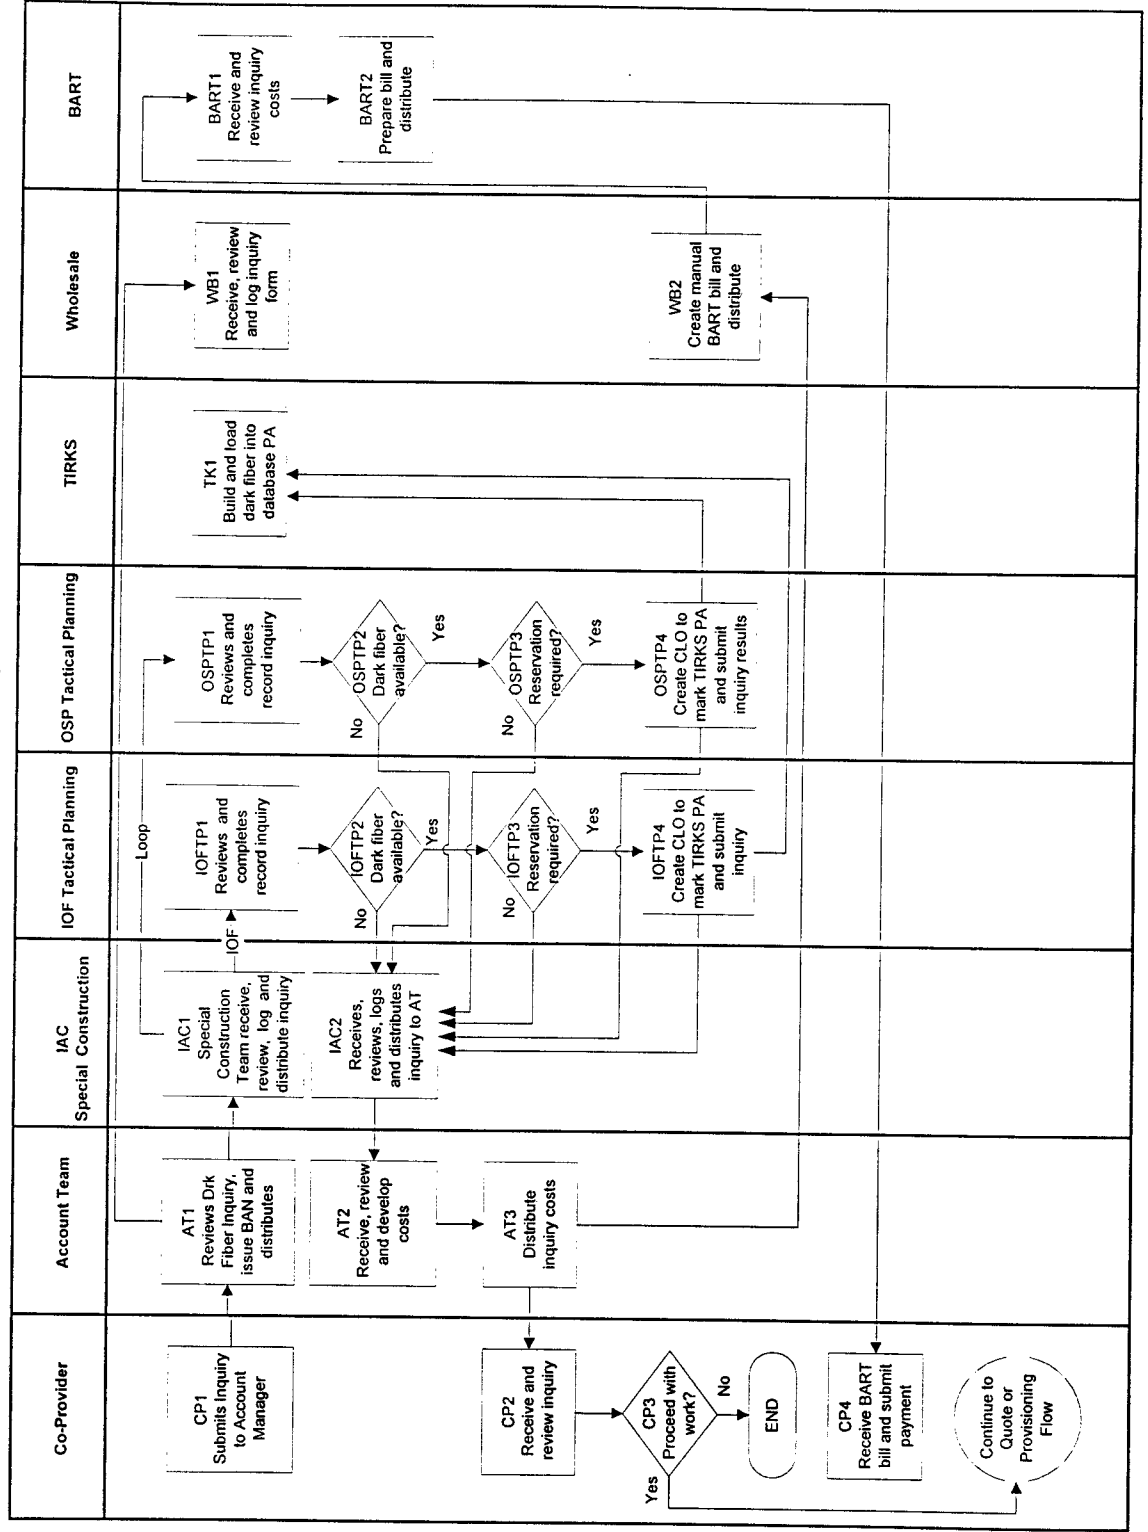 Co-Provider
Account Team
IAC
Special Construction
IOF Tactical Planning
OSP Tactical Planning
TIRKS
Wholesale
BART
CP1
Submits Inquiry
to Account
Manager
CP2
Receive and
review inquiry
CP3
Proceed with
work?
Yes
No
END
CP4
Receive BART
bill and submit
payment
Continue to
Quote or
Provisioning
Flow
AT1
Reviews Drk
Fiber Inquiry,
issue BAN and
distributes
AT2
Receive, review
and develop
costs
AT3
Distribute
inquiry costs
IAC1
Special
Construction
Team receive,
review, log and
distribute inquiry
IAC2
Receives,
reviews, logs
and distributes
inquiry to AT
IOF
Loop
IOFTP1
Reviews and
completes
record inquiry
IOFTP2
Dark fiber
available?
No
Yes
IOFTP3
Reservation
required?
No
Yes
IOFTP4
Create CLO to
mark TIRKS PA
and submit
inquiry
OSPTP1
Reviews and
completes
record inquiry
OSPTP2
Dark fiber
available?
No
Yes
OSPTP3
Reservation
required?
No
Yes
OSPTP4
Create CLO to
mark TIRKS PA
and submit
inquiry results
TK1
Build and load
dark fiber into
database PA
WB1
Receive, review
and log inquiry
form
WB2
Create manual
BART bill and
distribute
BART1
Receive and
review inquiry
costs
BART2
Prepare bill and
distribute